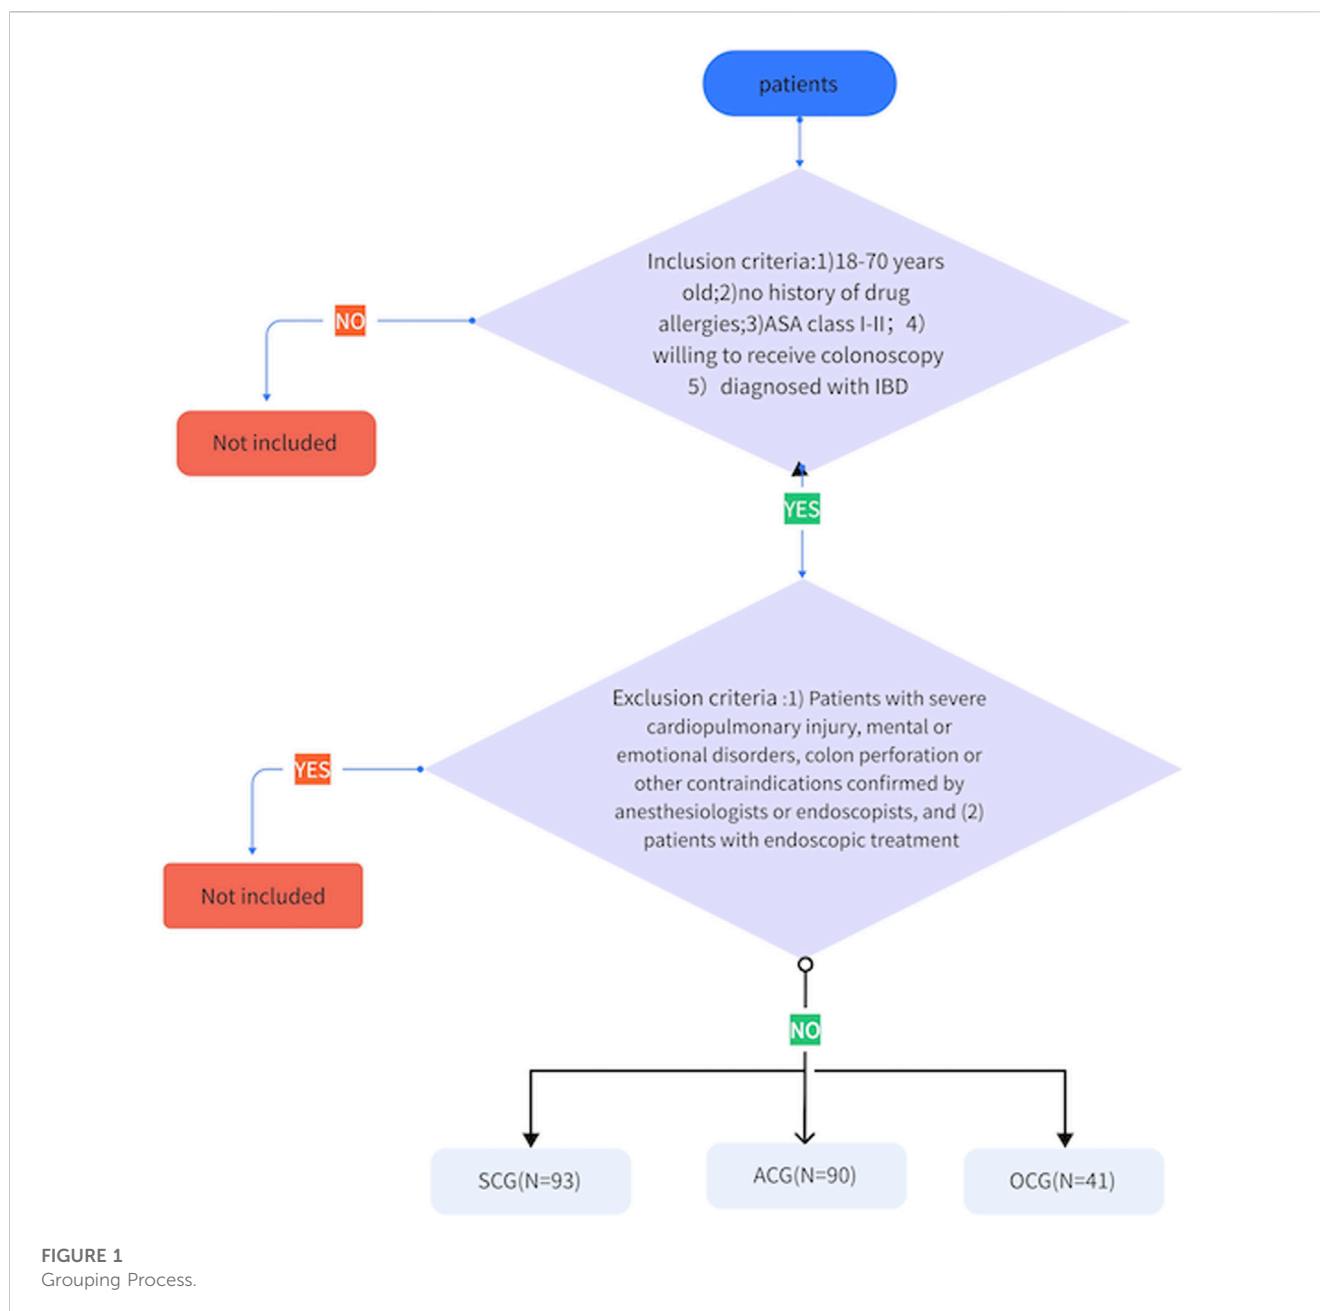 patients
Inclusion criteria:1)18-70 years
old;2)no history of drug
allergies;3)ASA class I-II；4）
willing to receive colonoscopy
5）diagnosed with IBD
NO
Not included
YES
Exclusion criteria :1) Patients with severe
cardiopulmonary injury, mental or
emotional disorders, colon perforation or
other contraindications confirmed by
anesthesiologists or endoscopists, and (2)
patients with endoscopic treatment
YES
Not included
NO
SCG(N=93)
ACG(N=90)
OCG(N=41)
FIGURE 1
Grouping Process.